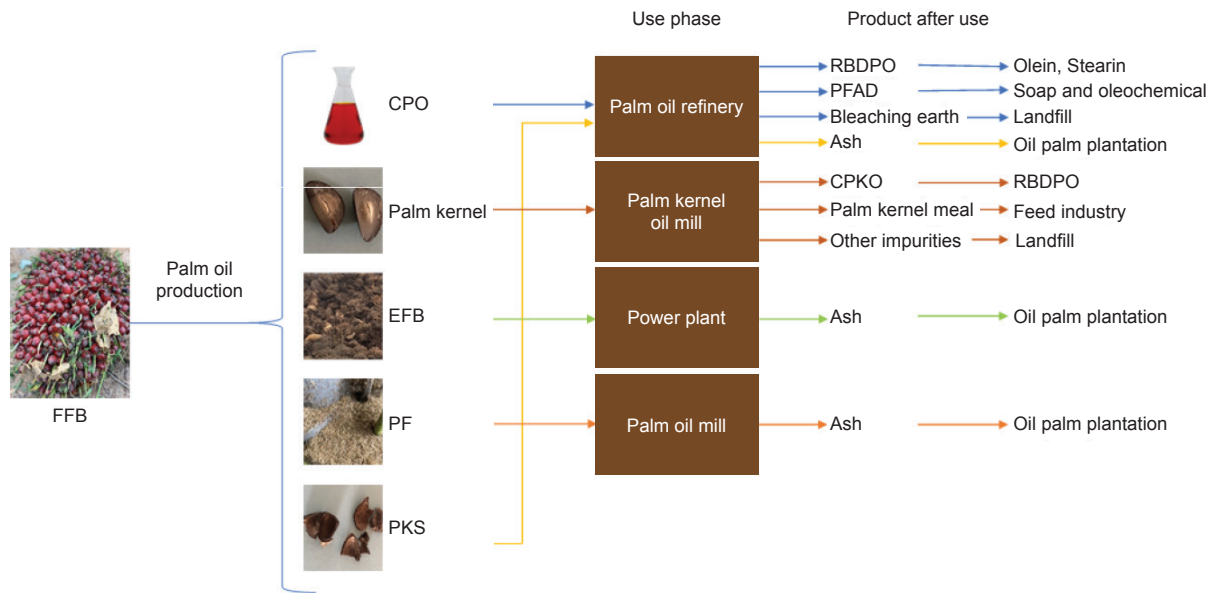 Use phase
Product after use
CPO
Palm oil refinery
RBDPO
Olein, Stearin
PFAD
Soap and oleochemical
Bleaching earth
Landfill
Ash
Oil palm plantation
Palm kernel
Palm kernel
oil mill
CPKO
RBDPO
Palm kernel meal
Feed industry
Other impurities
Landfill
Palm oil
production
FFB
EFB
Power plant
Ash
Oil palm plantation
PF
Palm oil mill
Ash
Oil palm plantation
PKS